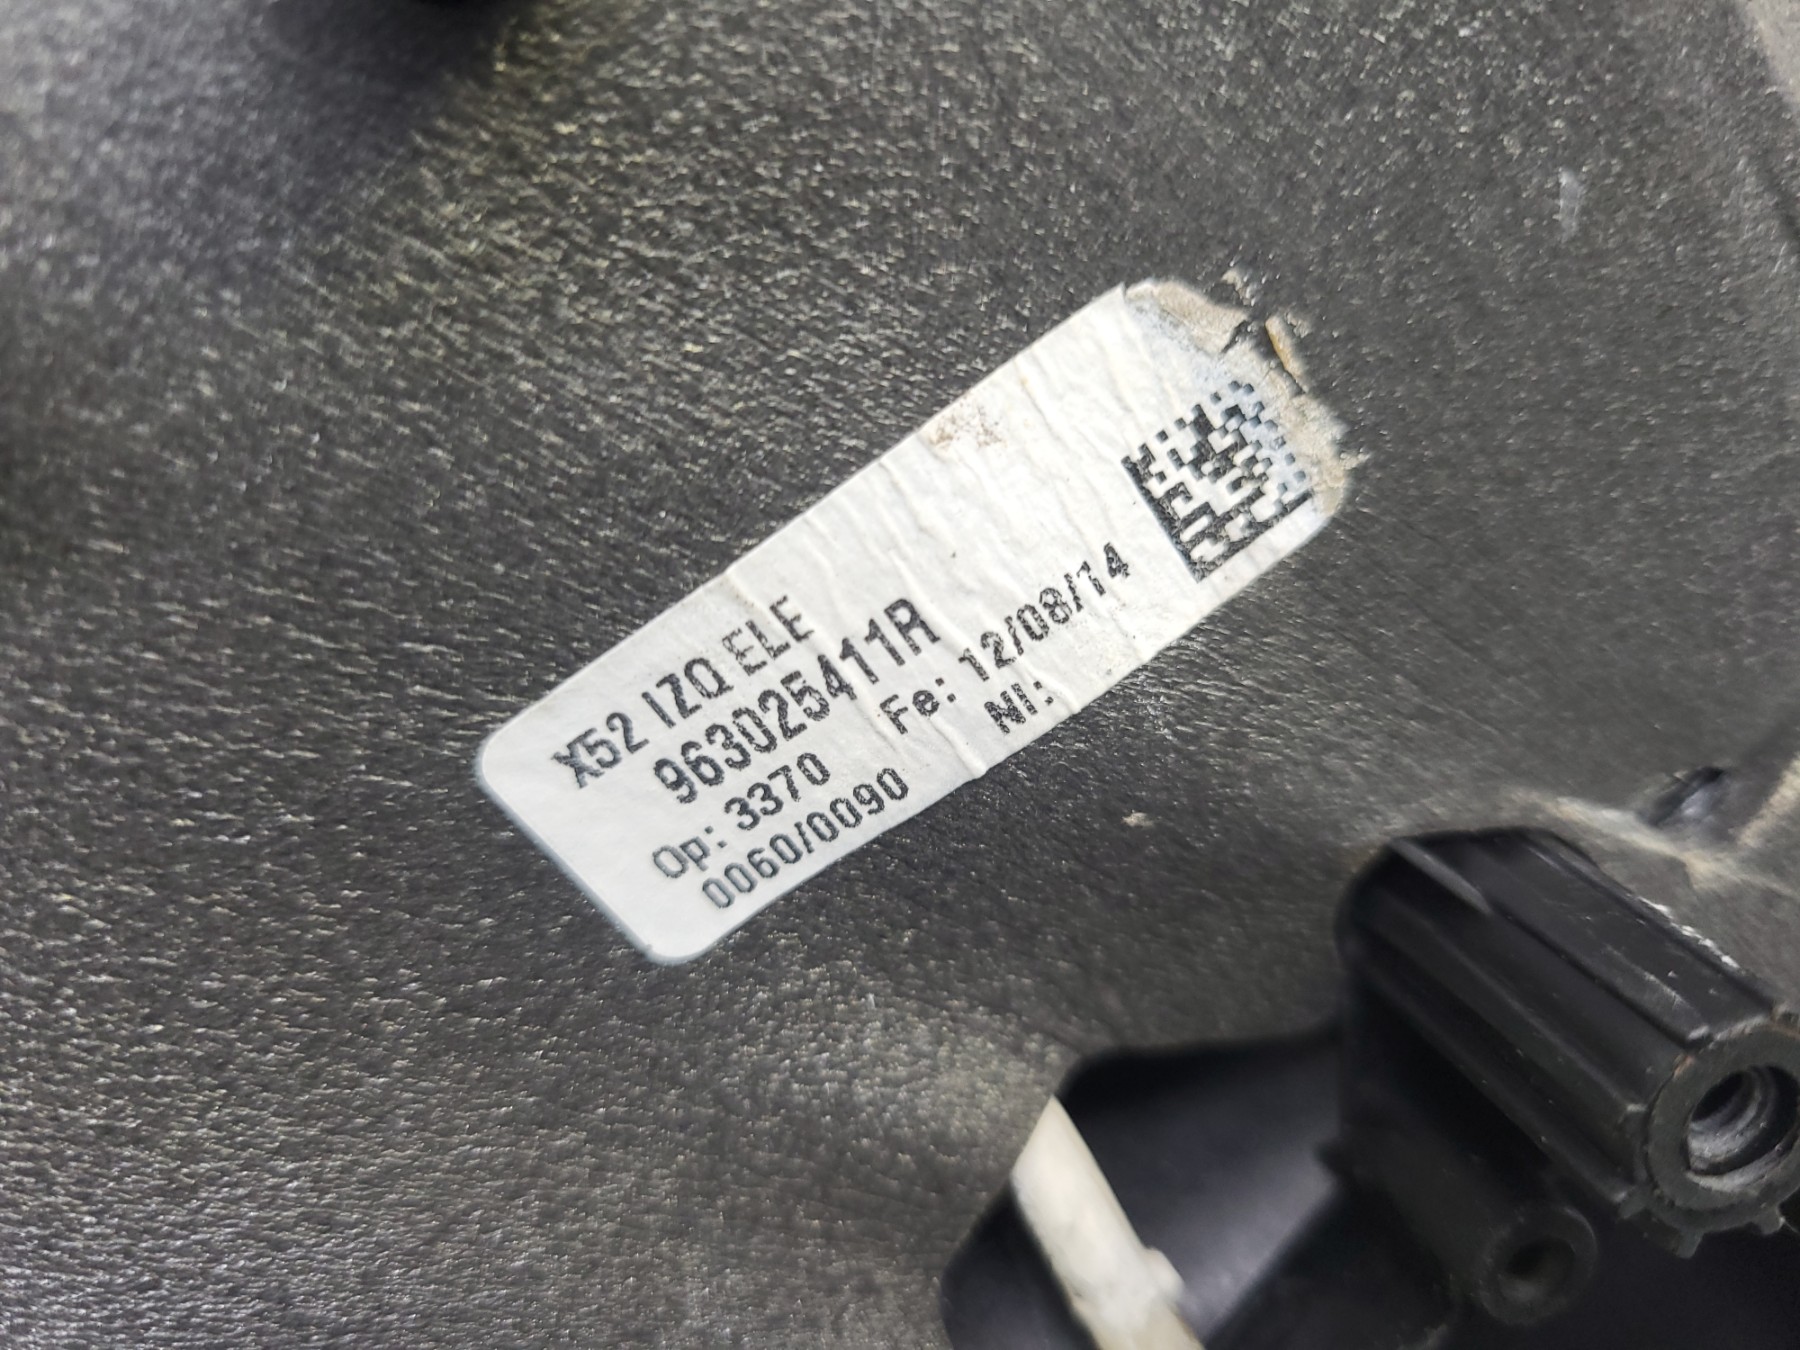 X52 IZQ ELE
963025411R
Op: 3370 Fe: 12/08/14
0060/0090 NI: